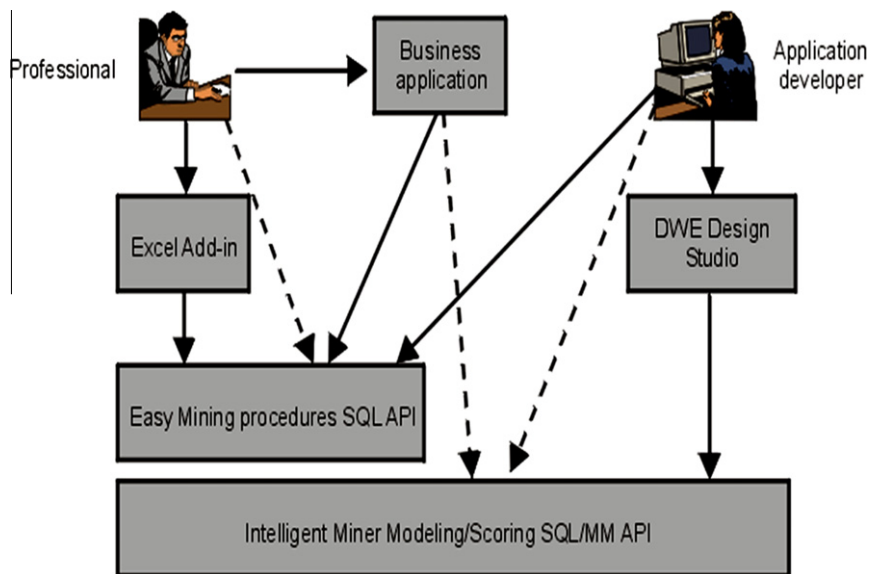 Professional
Business
application
Application
developer
Excel Add-in
DWE Design
Studio
Easy Mining procedures SQL API
Intelligent Miner Modeling/Scoring SQL/MM API